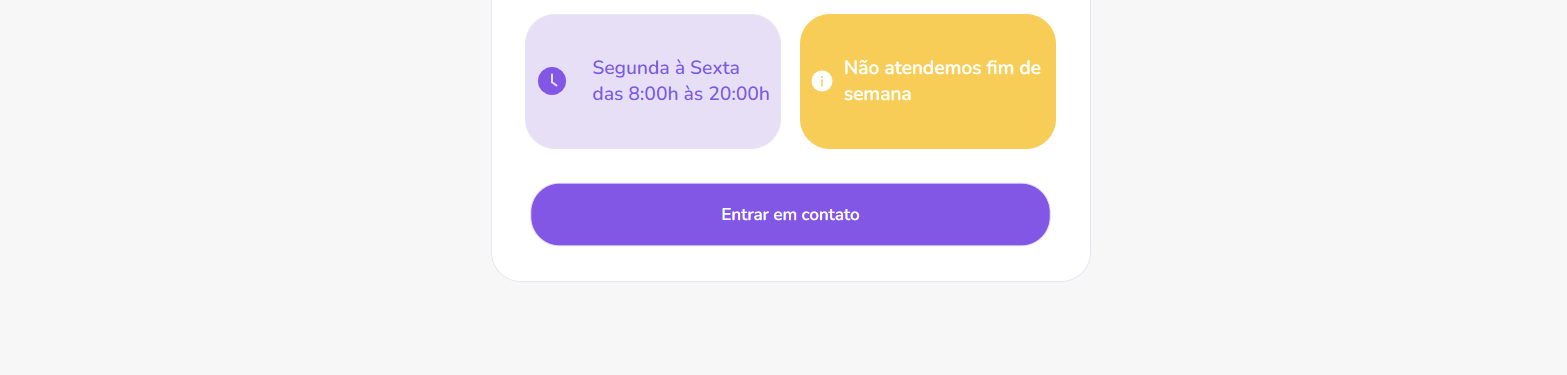 Segunda à Sexta
das 8:00h às 20:00h
Não atendemos fim de
semana
Entrar em contato